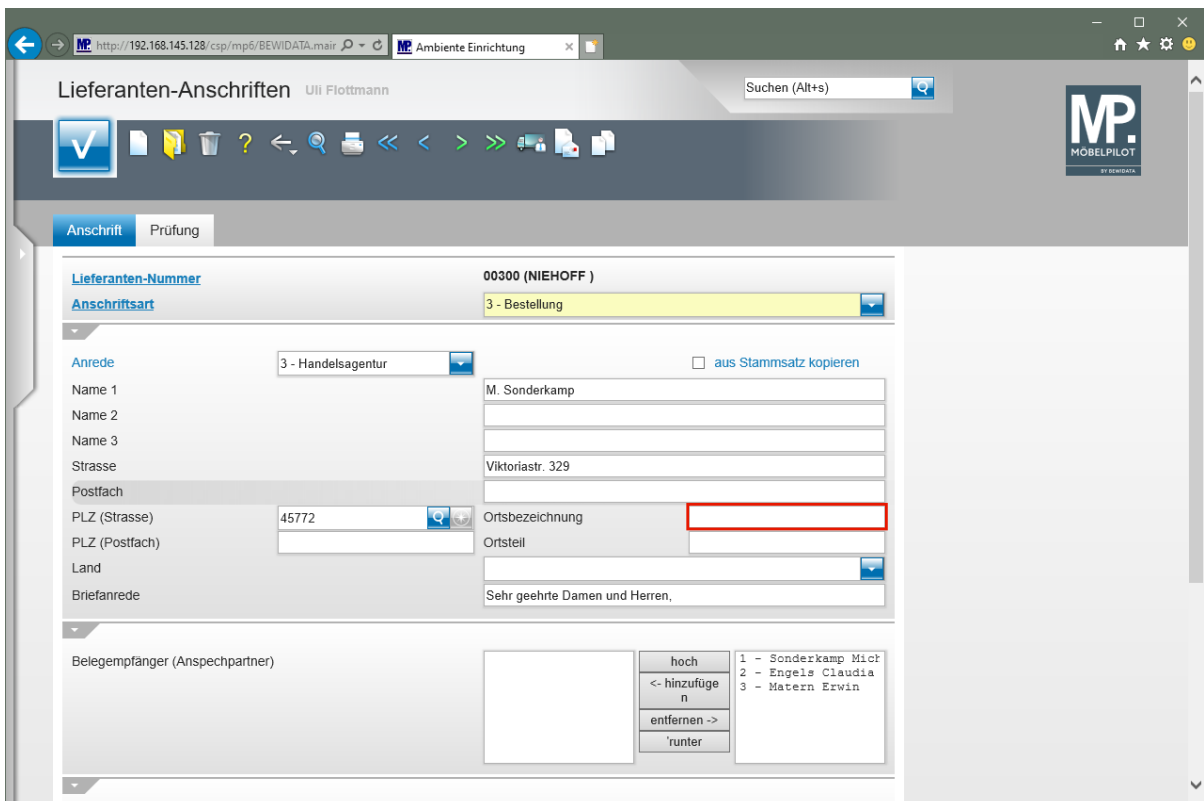 http://192.168.145.128/csp/mp6/BEWIDATA.mair
MP. Ambiente Einrichtung
Lieferanten-Anschriften Uli Flottmann
Suchen (Alt+s)
MP.
MÖBELPILOT
BY BEWIDATA
Anschrift Prüfung
Lieferanten-Nummer 00300 (NIEHOFF )
Anschriftsart 3 - Bestellung
Anrede 3 - Handelsagentur aus Stammsatz kopieren
Name 1 M. Sonderkamp
Name 2
Name 3
Strasse Viktoriastr. 329
Postfach
PLZ (Strasse) 45772 Ortsbezeichnung
PLZ (Postfach) Ortsteil
Land
Briefanrede Sehr geehrte Damen und Herren,
Belegempfänger (Anspechpartner)
hoch
<- hinzufüge
n
entfernen ->
'runter
1 - Sonderkamp Mich
2 - Engels Claudia
3 - Matern Erwin